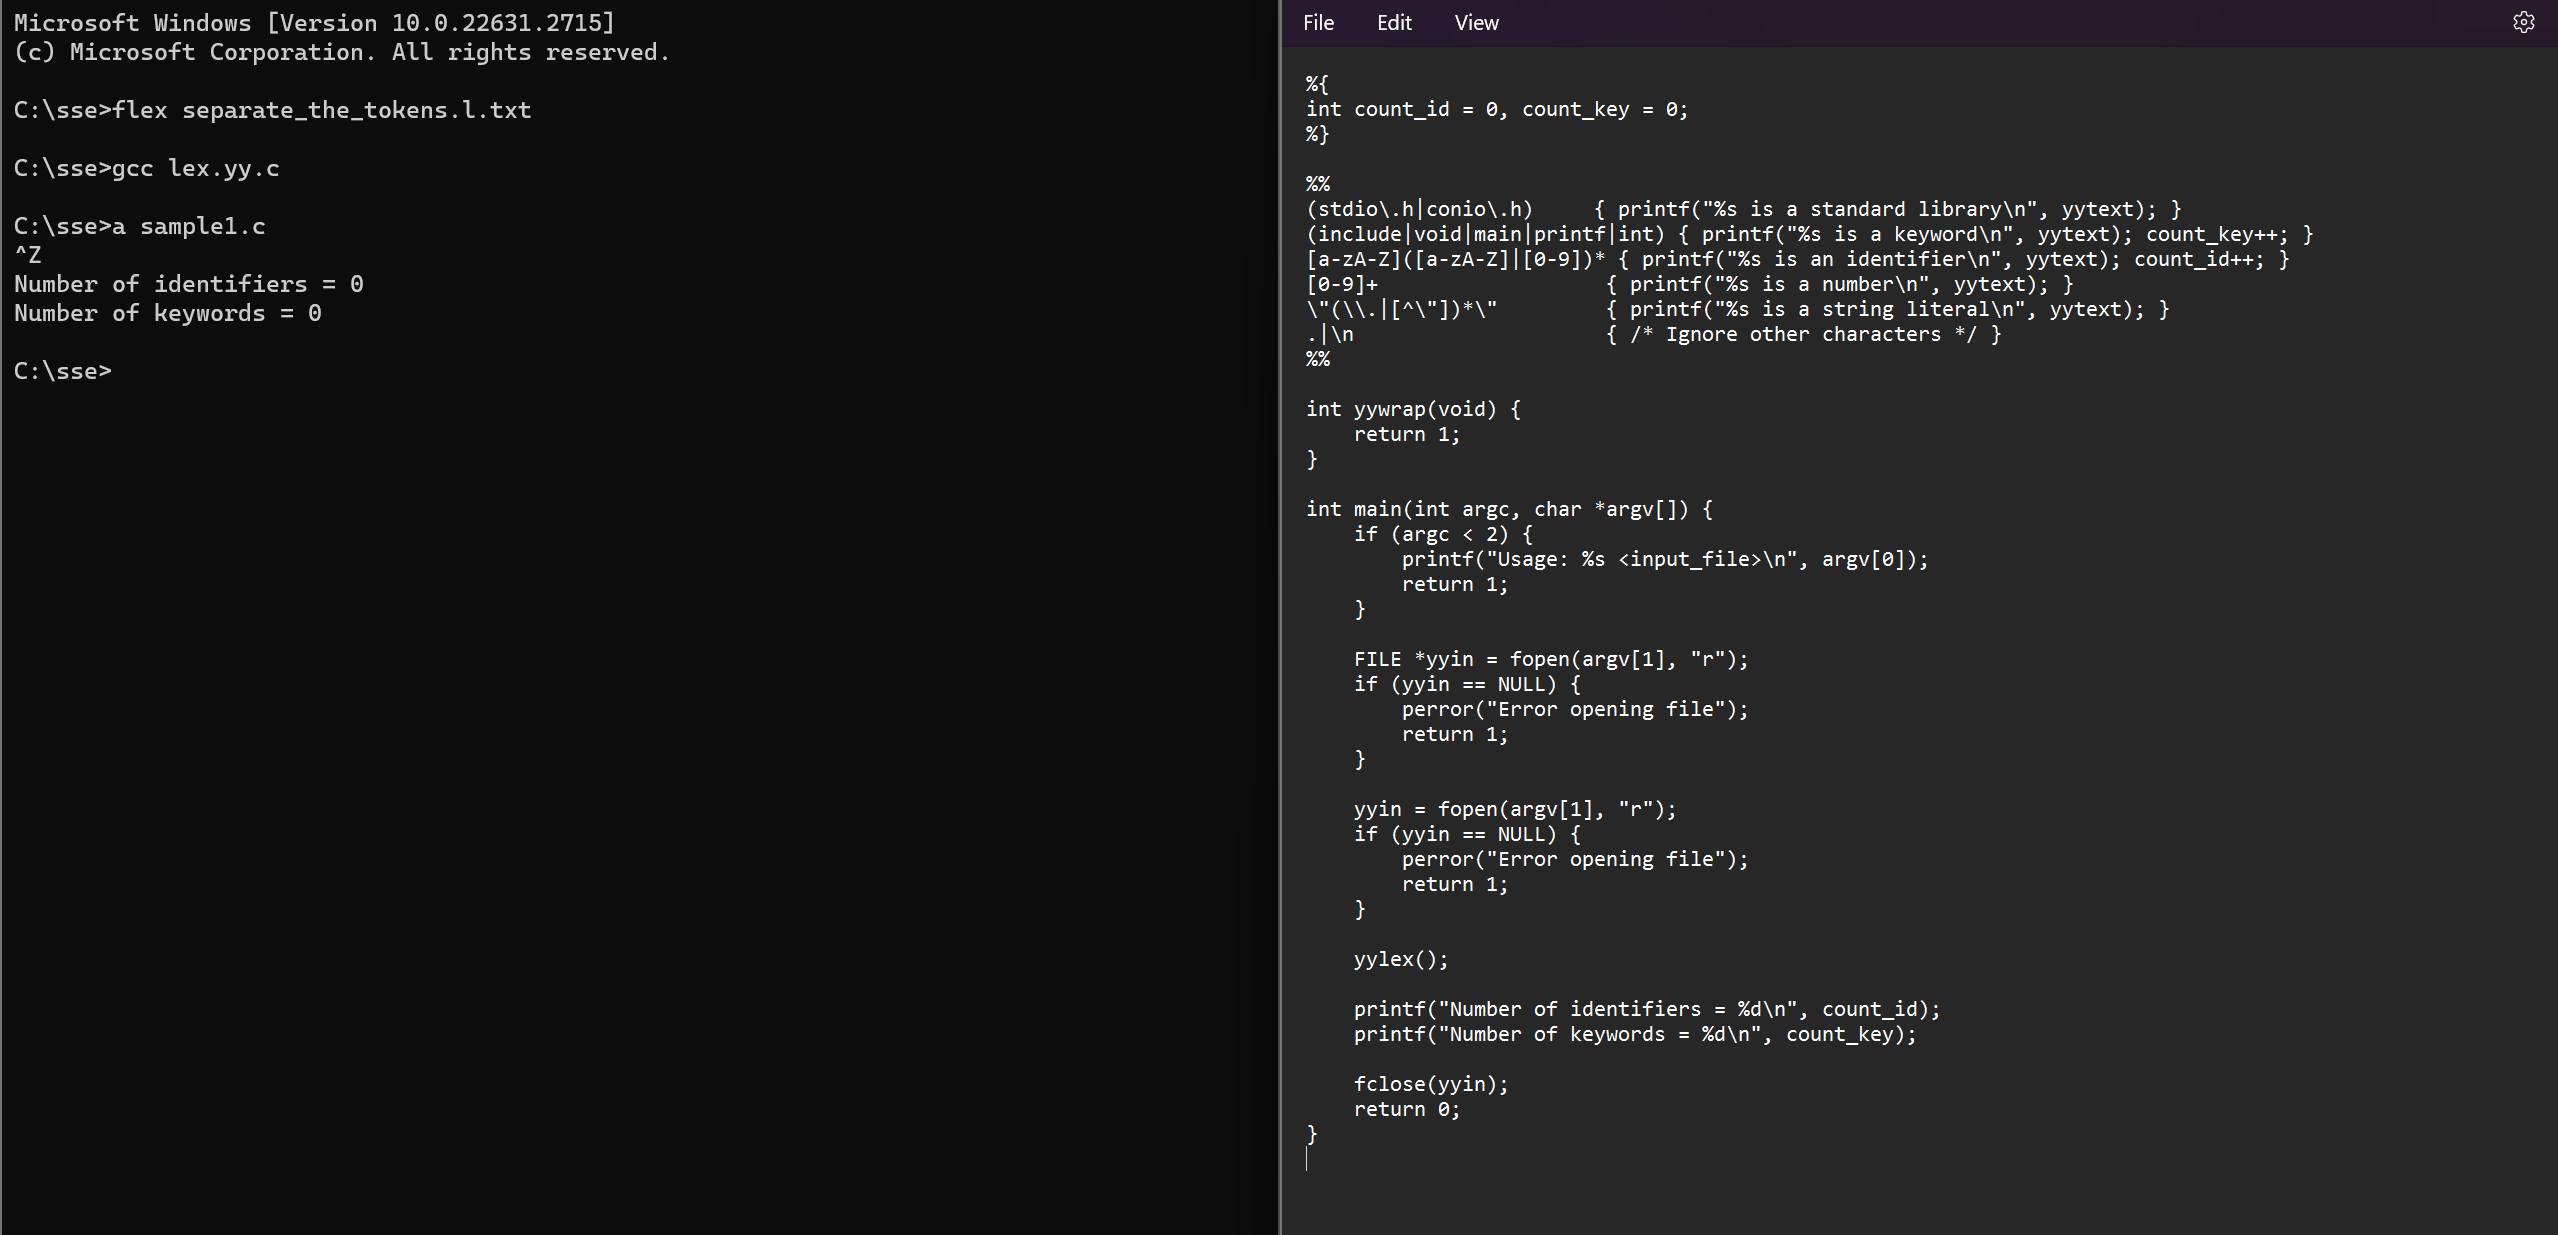 Microsoft Windows [Version 10.0.22631.2715]
(c) Microsoft Corporation. All rights reserved.
C:\sse>flex separate_the_tokens.l.txt
C:\sse>gcc lex.yy.c
C:\sse>a sample1.c
^Z
Number of identifiers = 0
Number of keywords = 0
C:\sse>
File Edit View
%{
int count_id = 0, count_key = 0;
%}
%%
(stdio\.h|conio\.h)     { printf("%s is a standard library\n", yytext); }
(include|void|main|printf|int) { printf("%s is a keyword\n", yytext); count_key++; }
[a-zA-Z]([a-zA-Z]|[0-9])* { printf("%s is an identifier\n", yytext); count_id++; }
[0-9]+                   { printf("%s is a number\n", yytext); }
\"(\\.|[^\"])*\"         { printf("%s is a string literal\n", yytext); }
.|\n                     { /* Ignore other characters */ }
%%
int yywrap(void) {
    return 1;
}
int main(int argc, char *argv[]) {
    if (argc < 2) {
        printf("Usage: %s <input_file>\n", argv[0]);
        return 1;
    }
    FILE *yyin = fopen(argv[1], "r");
    if (yyin == NULL) {
        perror("Error opening file");
        return 1;
    }
    yyin = fopen(argv[1], "r");
    if (yyin == NULL) {
        perror("Error opening file");
        return 1;
    }
    yylex();
    printf("Number of identifiers = %d\n", count_id);
    printf("Number of keywords = %d\n", count_key);
    fclose(yyin);
    return 0;
}